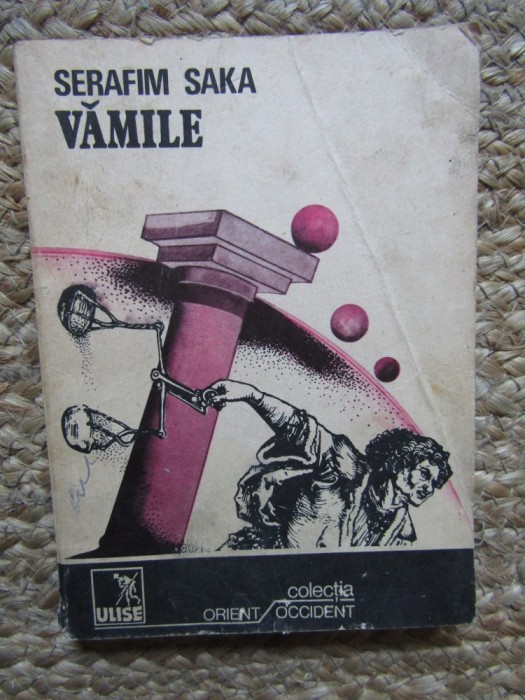 SERAFIM SAKA
VĂMILE
ULISE
colecția
ORIENT/OCCIDENT